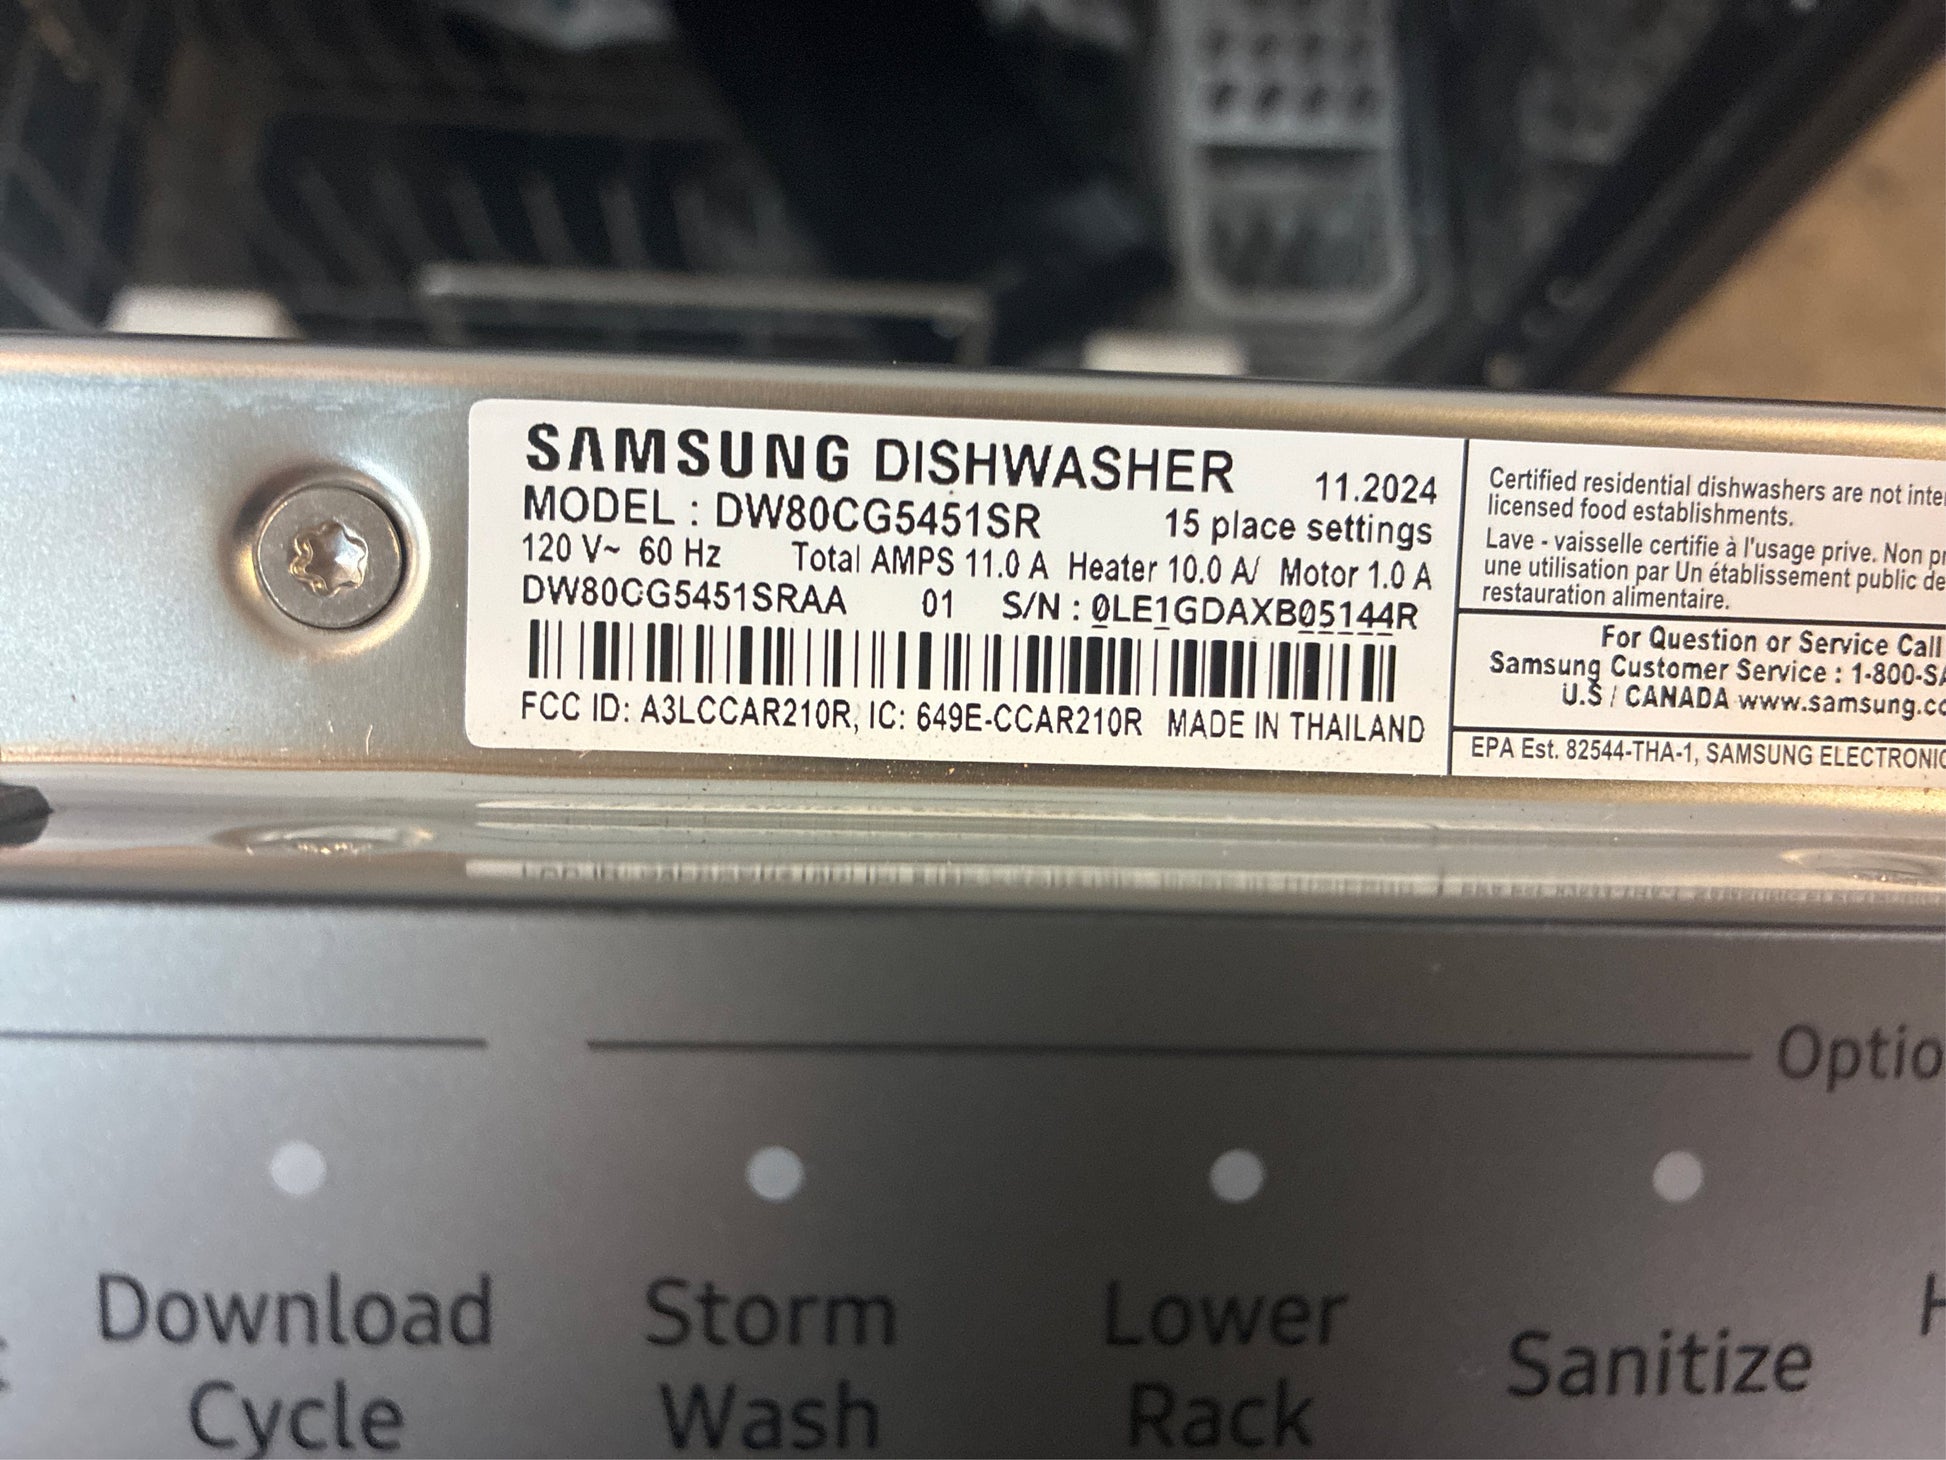 SAMSUNG DISHWASHER 11.2024
MODEL : DW80CG5451SR 15 place settings
120 V~ 60 Hz Total AMPS 11.0 A Heater 10.0 A/ Motor 1.0 A
DW80CG5451SRAA 01 S/N : 0LE1GDAXB05144R
FCC ID: A3LCCAR210R, IC: 649E-CCAR210R MADE IN THAILAND
Certified residential dishwashers are not inte
licensed food establishments.
Lave - vaisselle certifie à l'usage prive. Non pr
une utilisation par Un établissement public de
restauration alimentaire.
For Question or Service Call
Samsung Customer Service : 1-800-SA
U.S / CANADA www.samsung.co
EPA Est. 82544-THA-1, SAMSUNG ELECTRONIC
Optio
Download
Cycle
Storm
Wash
Lower
Rack
Sanitize